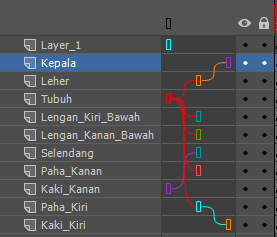 Layer_1
Kepala
Leher
Tubuh
Lengan_Kiri_Bawah
Lengan_Kanan_Bawah
Selendang
Paha_Kanan
Kaki_Kanan
Paha_Kiri
Kaki_Kiri